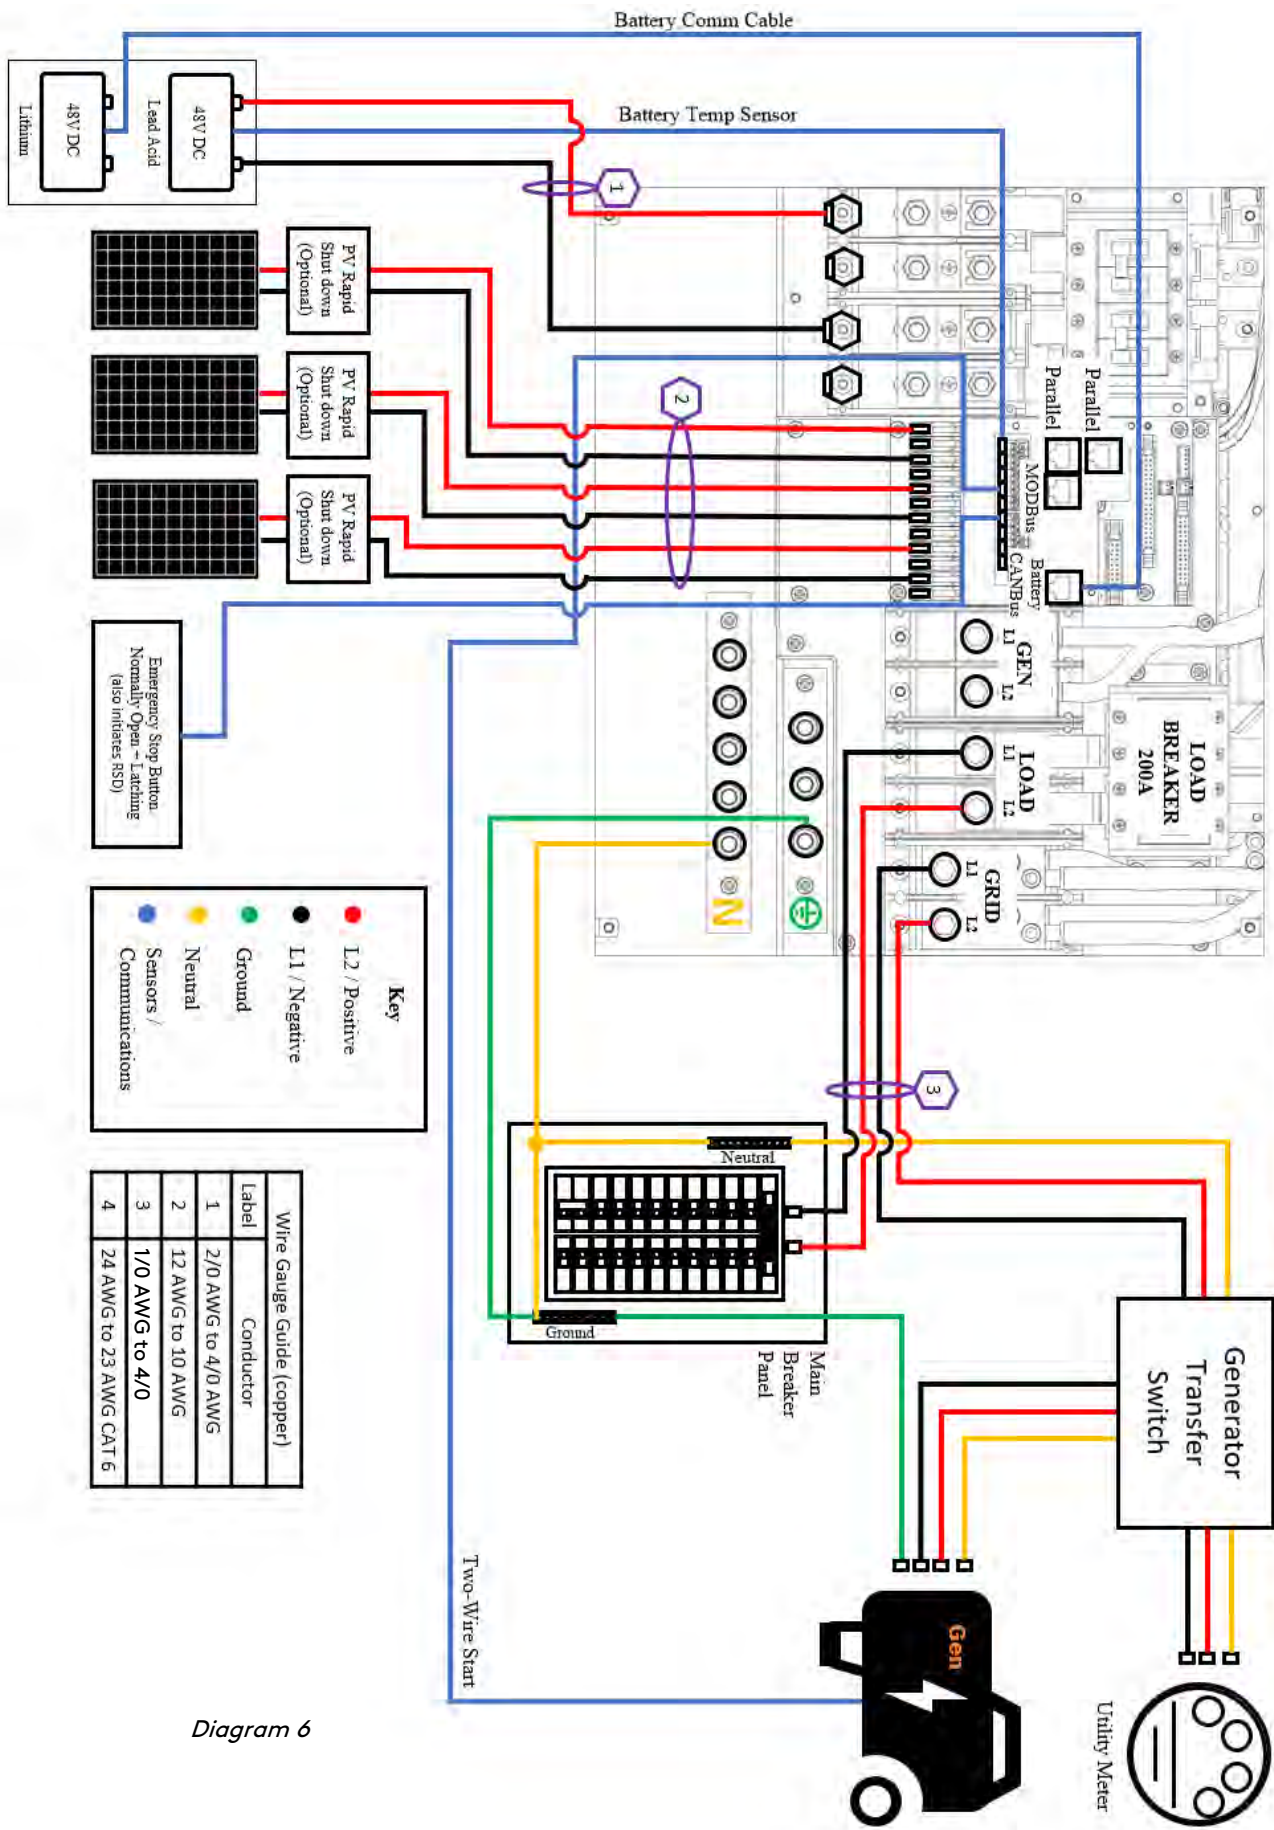 Battery Comm Cable
Battery Temp Sensor
48V DC
Lithium
48V DC
Lead Acid
1
PV Rapid
Shut down
(Optional)
PV Rapid
Shut down
(Optional)
PV Rapid
Shut down
(Optional)
2
Parallel
Parallel
MODBus
Battery
CANBus
GEN
L1
L2
LOAD
L1
L2
LOAD
BREAKER
200A
GRID
L1
L2
N
Emergency Stop Button
Normally Open – Latching
(also initiates RSD)
Key
L2 / Positive
L1 / Negative
Ground
Neutral
Sensors /
Communications
3
Neutral
Ground
Main
Breaker
Panel
Generator
Transfer
Switch
Wire Gauge Guide (copper)
Label Conductor
1 2/0 AWG to 4/0 AWG
2 12 AWG to 10 AWG
3 1/0 AWG to 4/0
4 24 AWG to 23 AWG CAT 6
Two-Wire Start
Gen
Utility Meter
Diagram 6